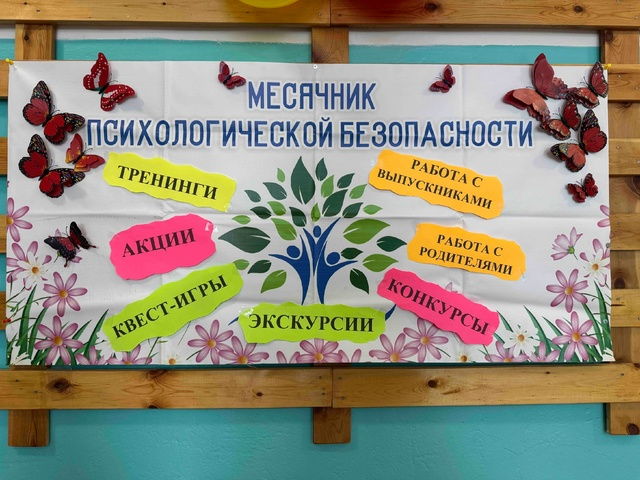 МЕСЯЧНИК
ПСИХОЛОГИЧЕСКОЙ БЕЗОПАСНОСТИ
ТРЕНИНГИ
РАБОТА С
ВЫПУСКНИКАМИ
АКЦИИ
РАБОТА С
РОДИТЕЛЯМИ
КВЕСТ-ИГРЫ
ЭКСКУРСИИ
КОНКУРСЫ